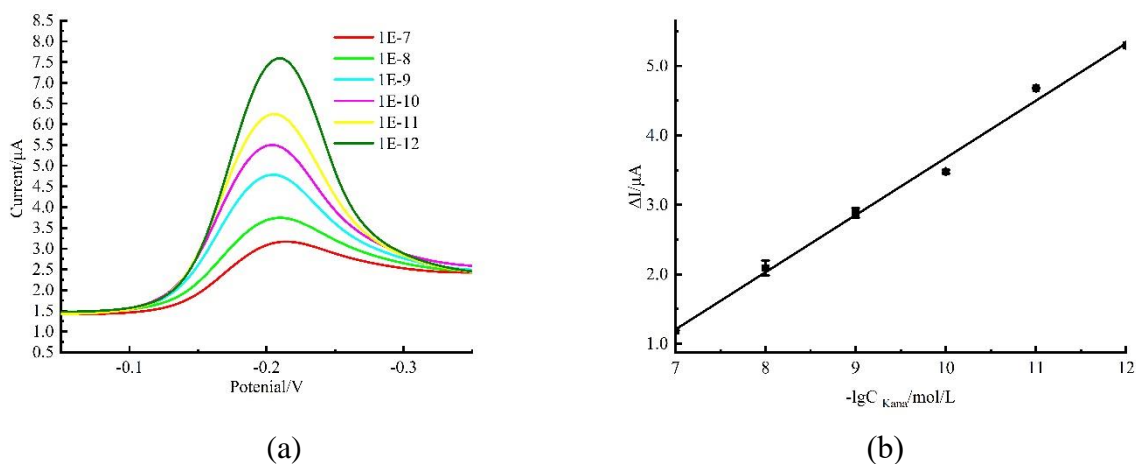 8.5
8.0
7.5
7.0
6.5
6.0
5.5
5.0
4.5
4.0
3.5
3.0
2.5
2.0
1.5
1.0
0.5
Current/μA
-0.1
-0.2
-0.3
Potenial/V
1E-7
1E-8
1E-9
1E-10
1E-11
1E-12
(a)
5.0
4.0
3.0
2.0
1.0
ΔI/μA
7
8
9
10
11
12
-lgC Kana/mol/L
(b)